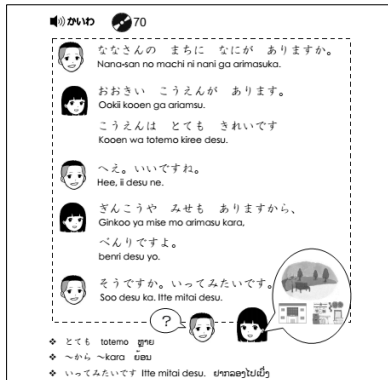 かいわ 70
ななさんの まちに なにが ありますか。
Nana-san no machi ni nani ga arimasuka.
おおきい こうえんが あります。
Ookii kooen ga ariamsu.
こうえんは とても きれいです
Kooen wa totemo kiree desu.
へえ。いいですね。
Hee, ii desu ne.
ぎんこうや みせも ありますから、
Ginkoo ya mise mo arimasu kara,
べんりですよ。
benri desu yo.
そうですか。いってみたいです。
Soo desu ka. Itte mitai desu.
?
❖ とても totemo ຫຼາຍ
❖ ～から ～kara ຍ້ອນ
❖ いってみたいです Itte mitai desu. ຢາກລອງໄປເບິ່ງ